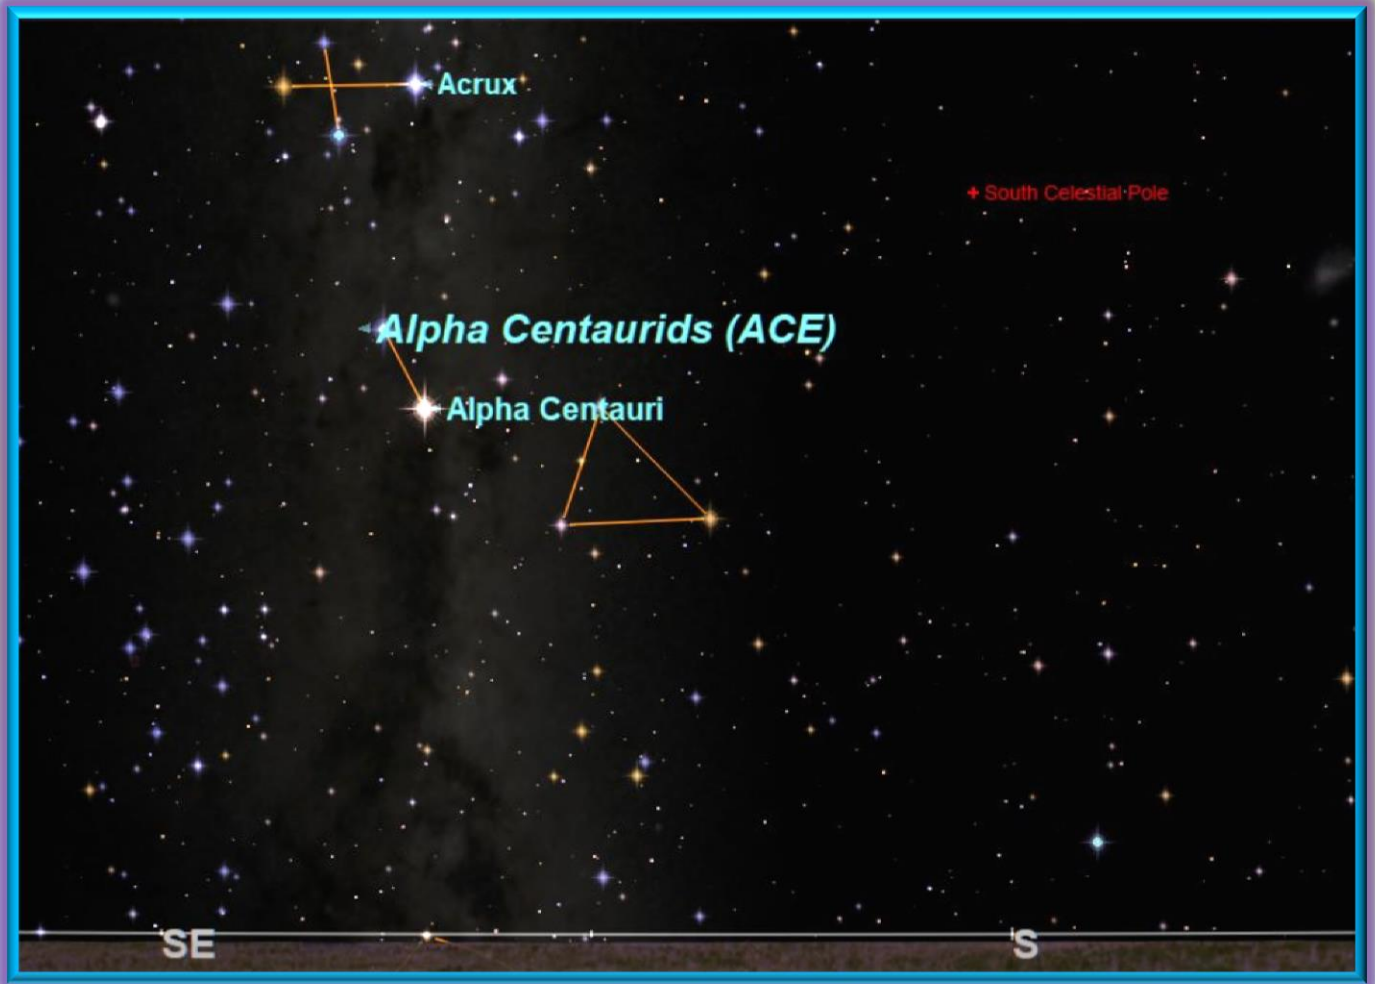 Acrux
South Celestial Pole
Alpha Centaurids (ACE)
Alpha Centauri
SE
S